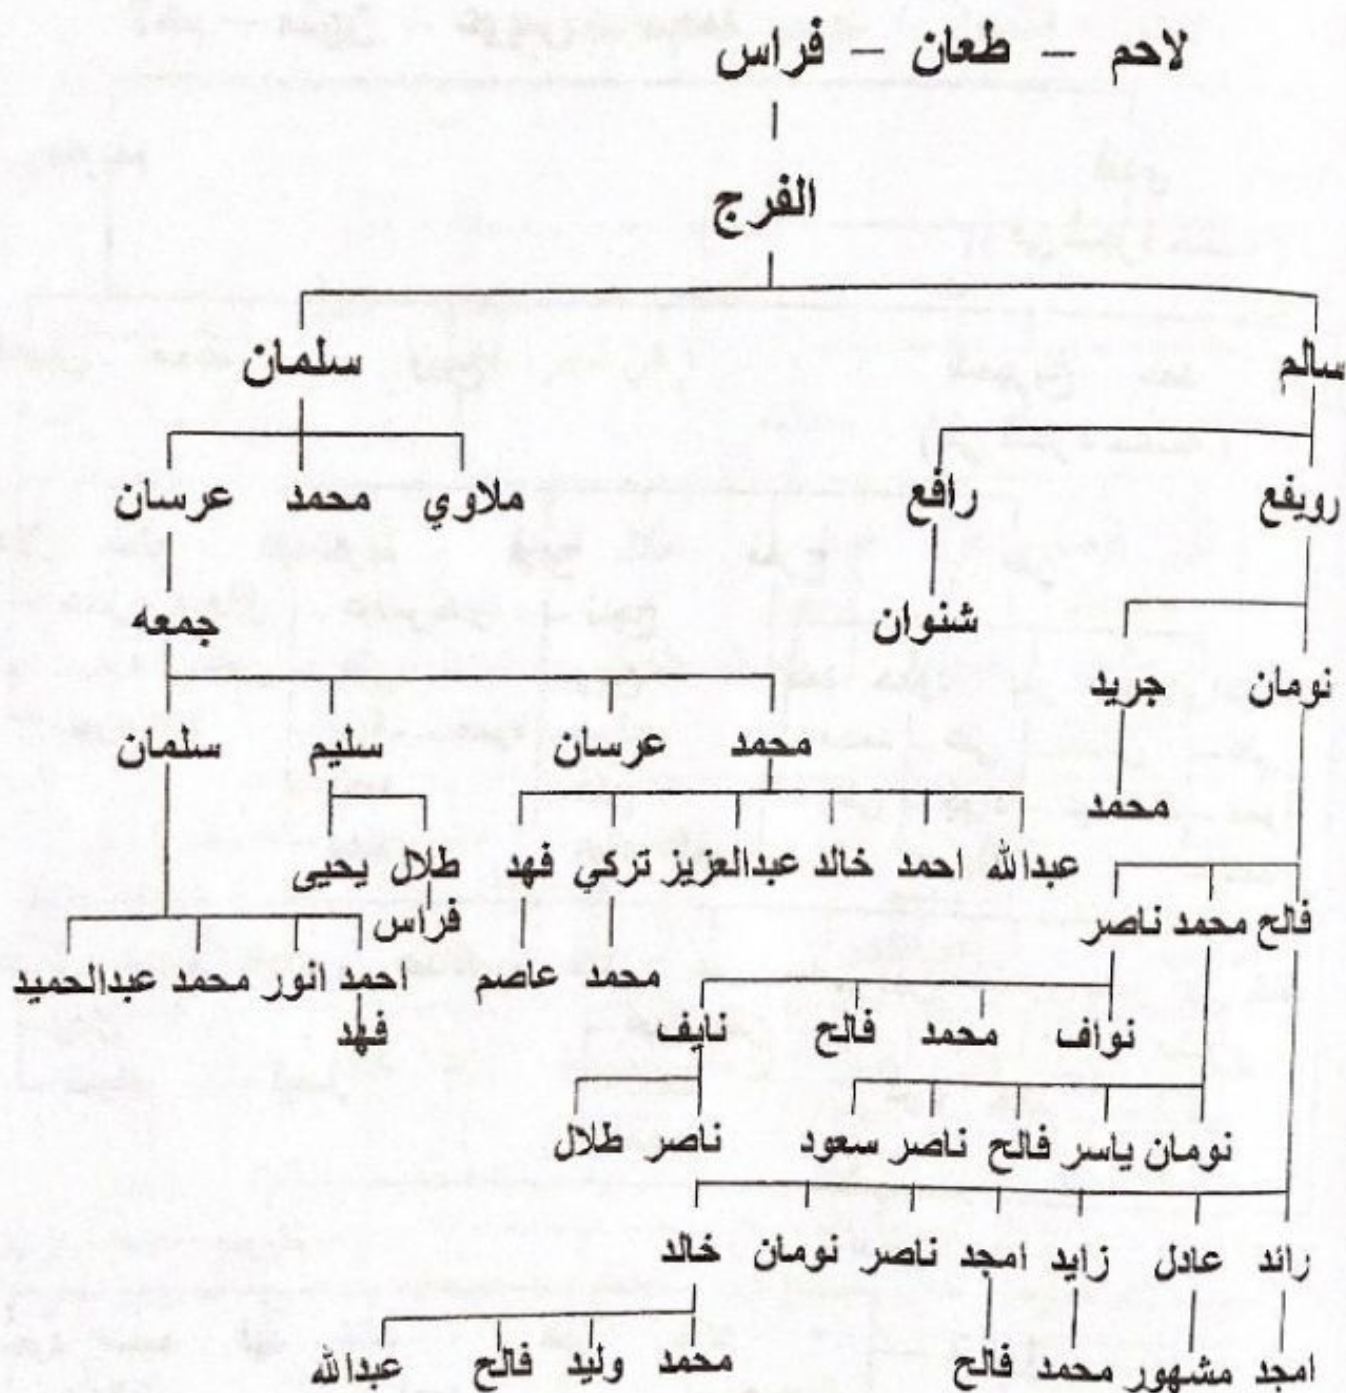 لاحم – طعان – فراس
الفرج
سالم سلمان
رويفع رافع ملاوي محمد عرسان
شنوان جمعه
نومان جريد
محمد عرسان سليم سلمان
محمد
عبدالله احمد خالد عبدالعزيز تركي فهد طلال يحيى
فالح محمد ناصر فراس
محمد عاصم احمد انور محمد عبدالحميد
نواف محمد فالح نايف فهد
نومان ياسر فالح ناصر سعود ناصر طلال
رائد عادل زايد امجد ناصر نومان خالد
امجد مشهور محمد فالح محمد وليد فالح عبدالله